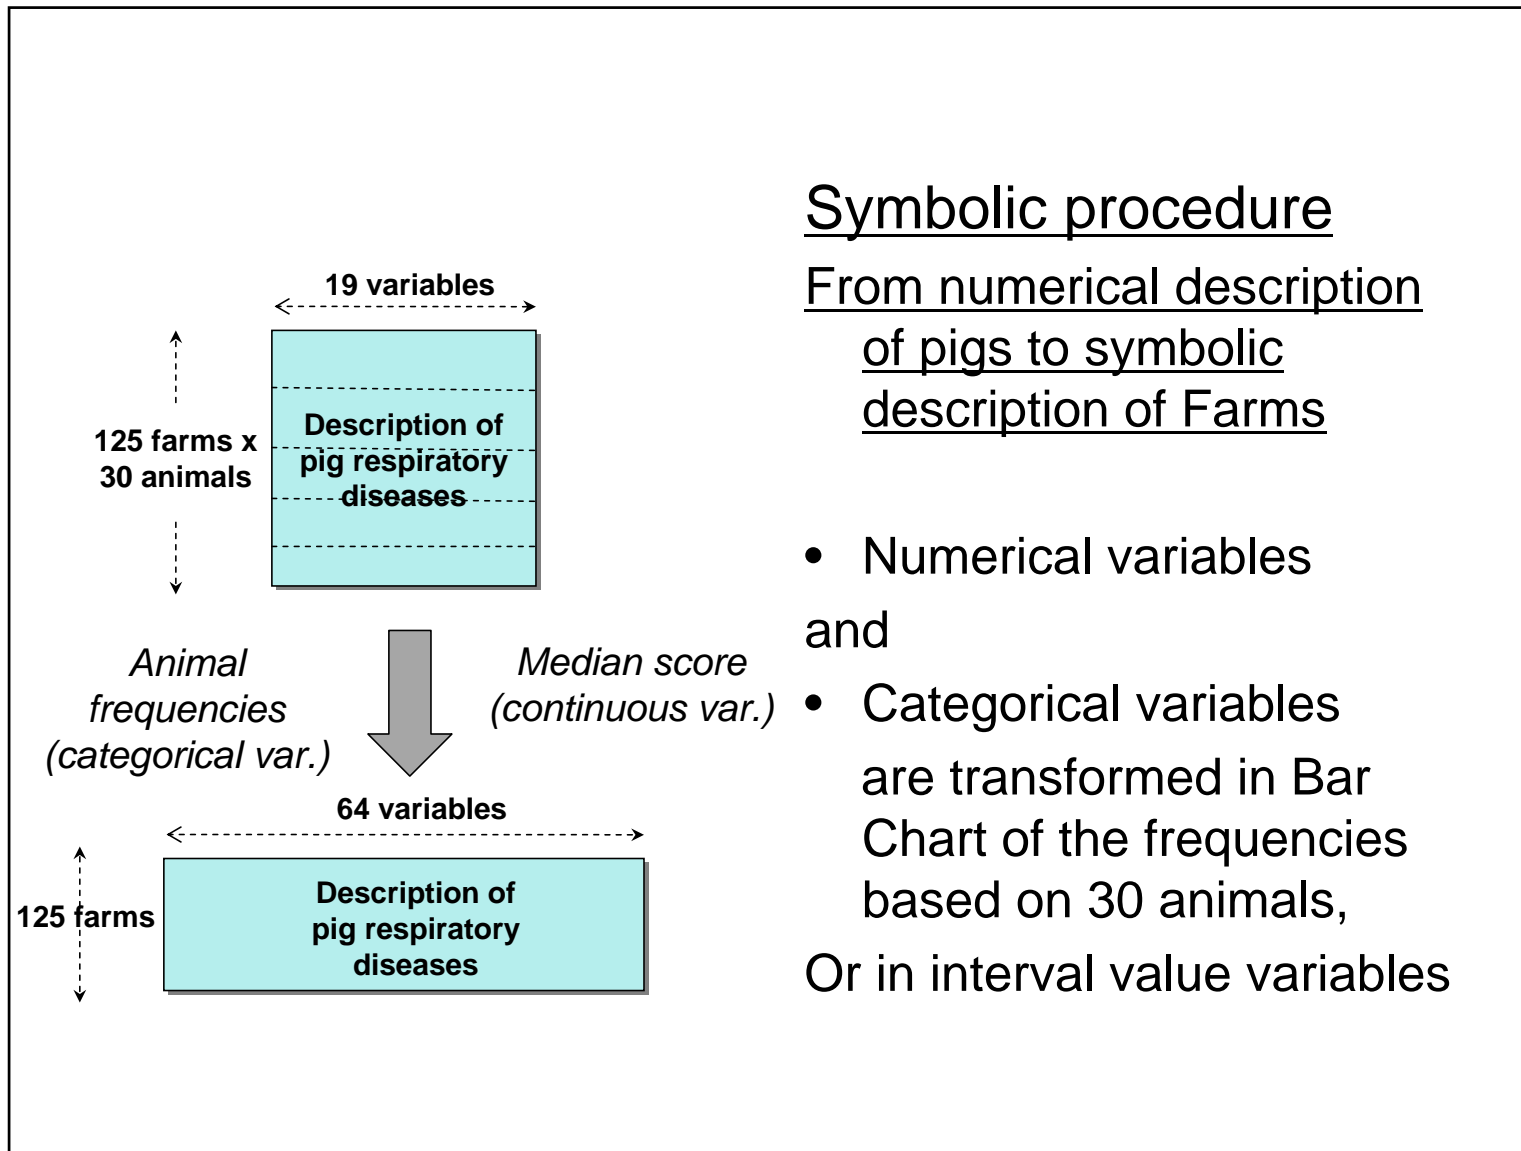 19 variables
125 farms x
30 animals
Description of
pig respiratory
diseases
Animal
frequencies
(categorical var.)
Median score
(continuous var.)
64 variables
125 farms
Description of
pig respiratory
diseases
Symbolic procedure
From numerical description
of pigs to symbolic
description of Farms
• Numerical variables
and
• Categorical variables
are transformed in Bar
Chart of the frequencies
based on 30 animals,
Or in interval value variables